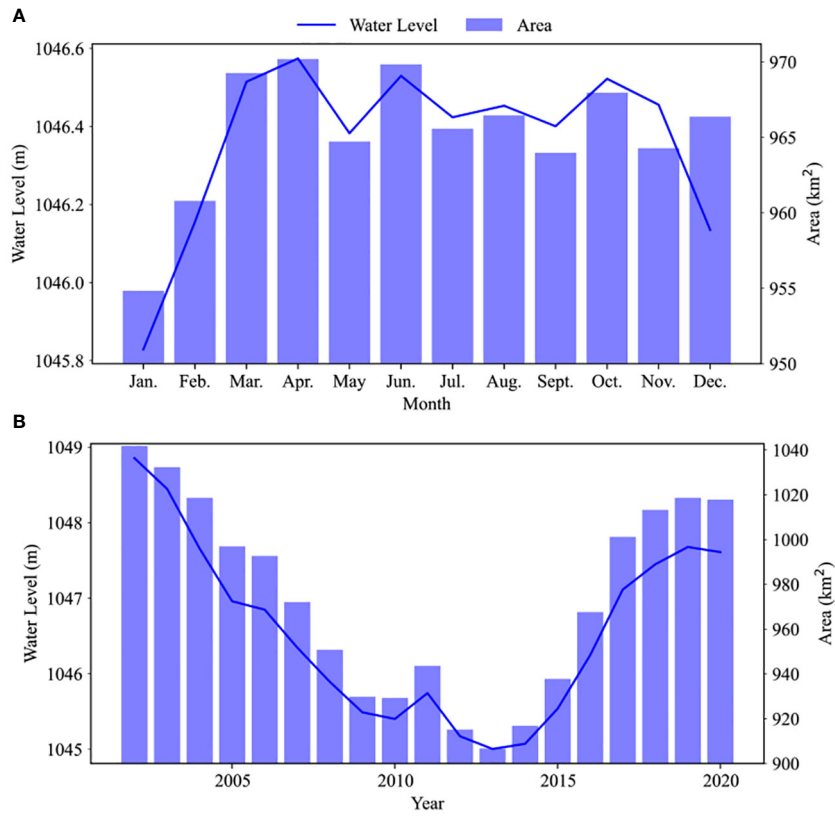 A
Water Level Area
1046.6
1046.4
1046.2
1046.0
1045.8
Water Level (m)
970
965
960
955
950
Area (km²)
Jan. Feb. Mar. Apr. May Jun. Jul. Aug. Sept. Oct. Nov. Dec.
Month
B
1049
1048
1047
1046
1045
Water Level (m)
1040
1020
1000
980
960
940
920
900
Area (km²)
2005 2010 2015 2020
Year